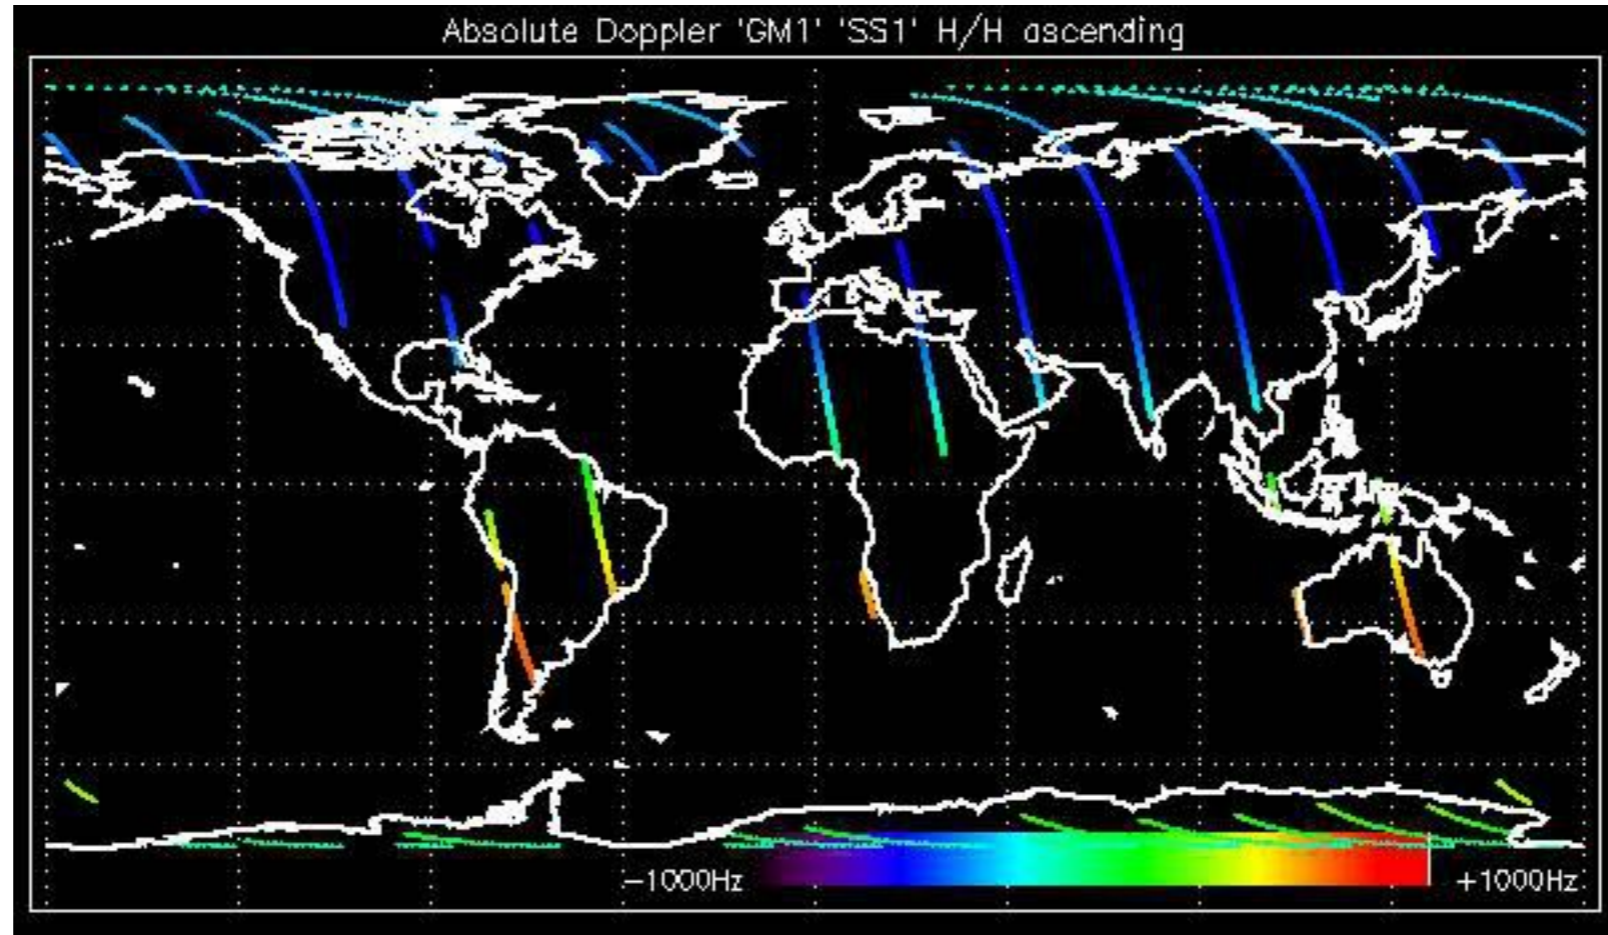 Absolute Doppler 'GM1' 'SS1' H/H ascending
−1000Hz +1000Hz